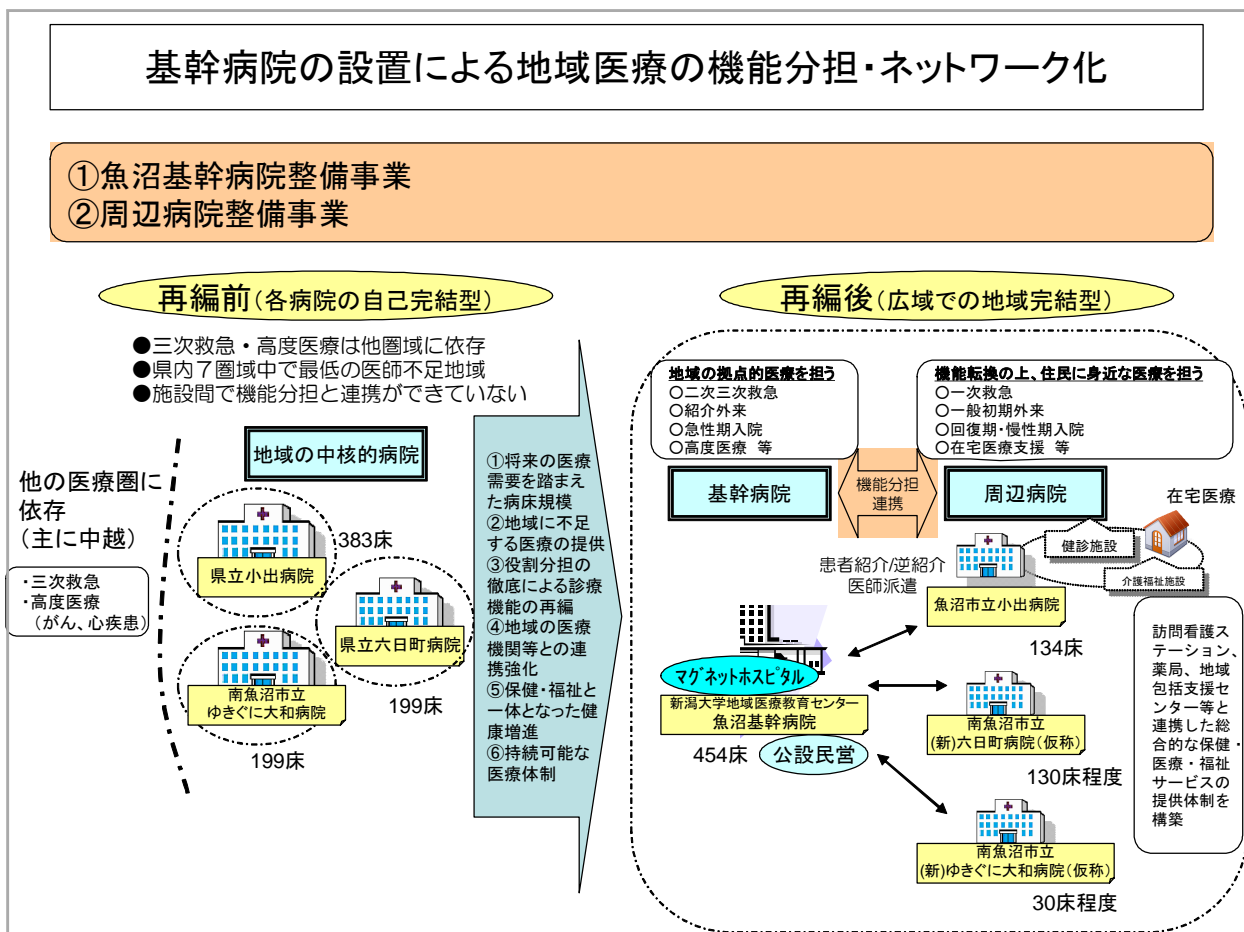 基幹病院の設置による地域医療の機能分担・ネットワーク化
①魚沼基幹病院整備事業
②周辺病院整備事業
再編前(各病院の自己完結型)
●三次救急・高度医療は他圏域に依存
●県内7圏域中で最低の医師不足地域
●施設間で機能分担と連携ができていない
地域の中核的病院
他の医療圏に
依存
(主に中越)
・三次救急
・高度医療
(がん、心疾患)
383床
県立小出病院
県立六日町病院
199床
南魚沼市立
ゆきぐに大和病院
199床
①将来の医療
需要を踏まえ
た病床規模
②地域に不足
する医療の提供
③役割分担の
徹底による診療
機能の再編
④地域の医療
機関等との連
携強化
⑤保健・福祉と
一体となった健
康増進
⑥持続可能な
医療体制
再編後(広域での地域完結型)
地域の拠点的医療を担う
○二次三次救急
○紹介外来
○急性期入院
○高度医療 等
機能転換の上、住民に身近な医療を担う
○一次救急
○一般初期外来
○回復期・慢性期入院
○在宅医療支援 等
基幹病院
機能分担
連携
周辺病院
在宅医療
健診施設
介護福祉施設
患者紹介/逆紹介
医師派遣
魚沼市立小出病院
134床
マグネットホスピタル
新潟大学地域医療教育センター
魚沼基幹病院
454床
公設民営
南魚沼市立
(新)六日町病院(仮称)
130床程度
南魚沼市立
(新)ゆきぐに大和病院(仮称)
30床程度
訪問看護ス
テーション、
薬局、地域
包括支援セ
ンター等と
連携した総
合的な保健・
医療・福祉
サービスの
提供体制を
構築